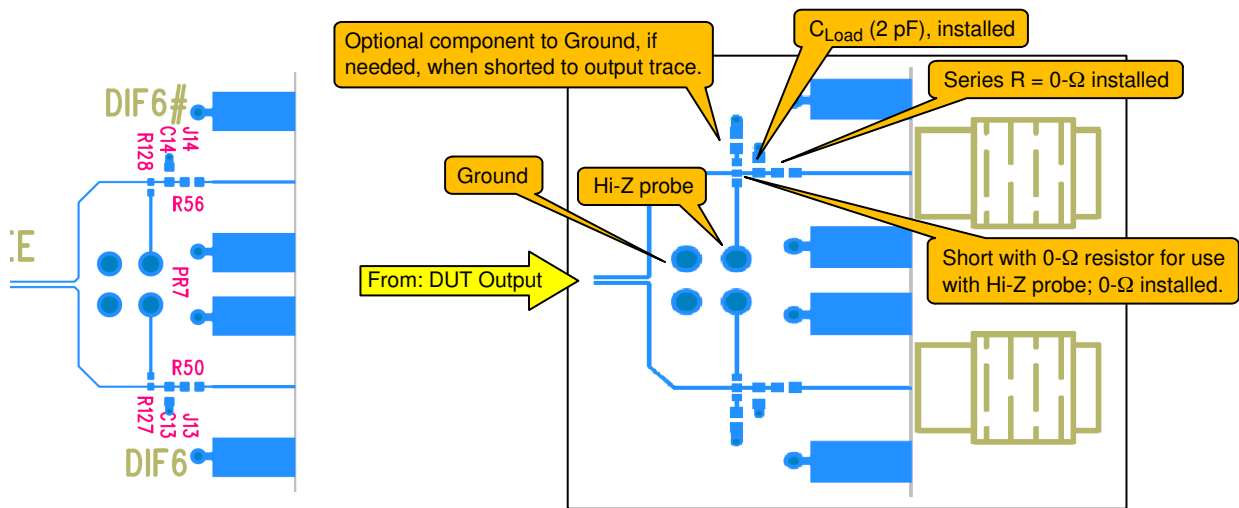 DIF6#
J14
C14
R128
R56
EE
PR7
R50
R127
C13
J13
DIF6
Optional component to Ground, if
needed, when shorted to output trace.
CLoad (2 pF), installed
Series R = 0-Ω installed
Ground
Hi-Z probe
From: DUT Output
Short with 0-Ω resistor for use
with Hi-Z probe; 0-Ω installed.